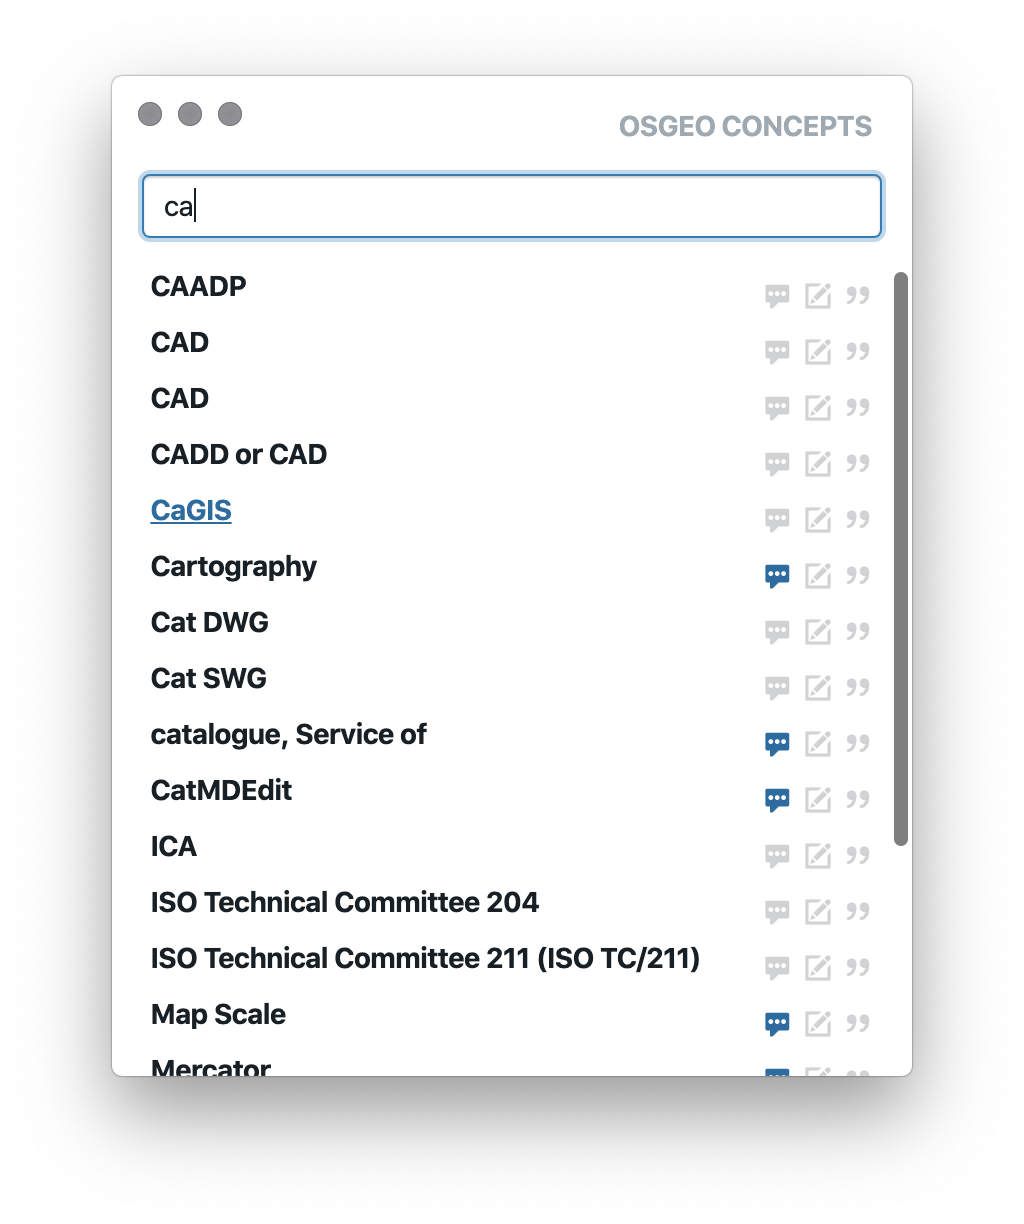 OSGEO CONCEPTS
ca
CAADP
CAD
CAD
CADD or CAD
CaGIS
Cartography
Cat DWG
Cat SWG
catalogue, Service of
CatMDEdit
ICA
ISO Technical Committee 204
ISO Technical Committee 211 (ISO TC/211)
Map Scale
Mercator